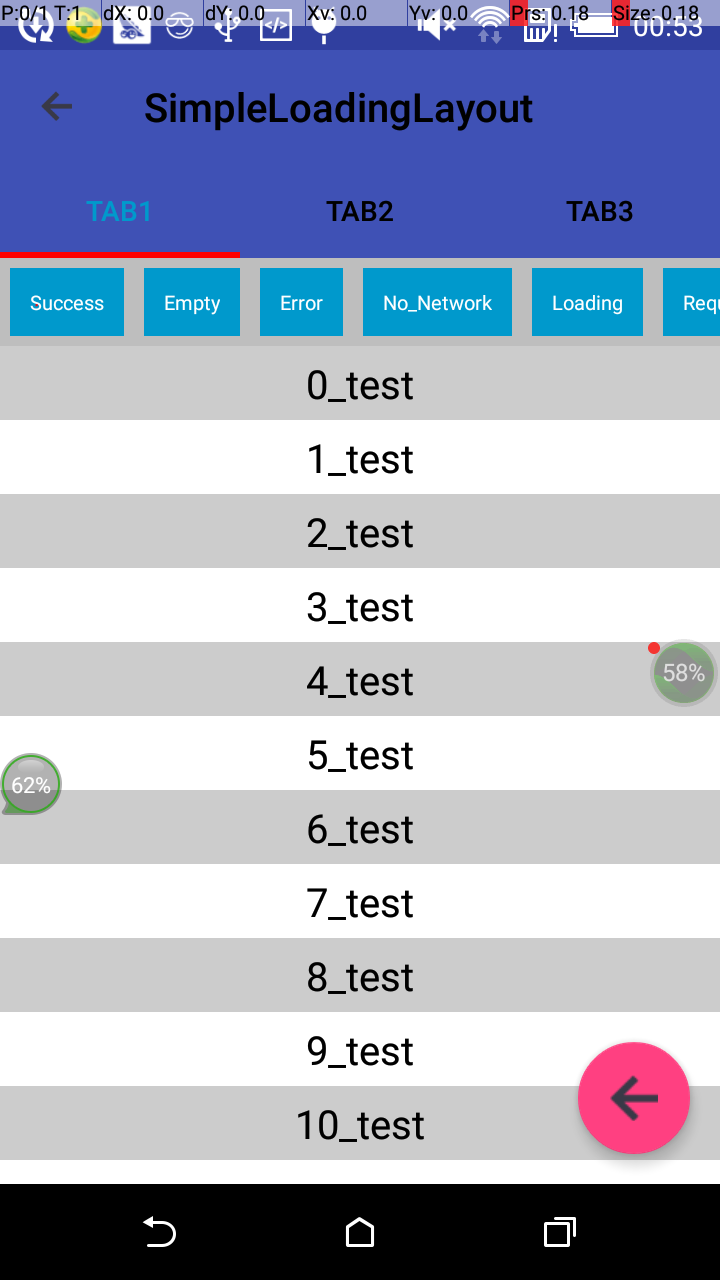 P:0/1 T:1 dX: 0.0 dY: 0.0 Xv: 0.0 Yv: 0.0 Prs: 0.18 Size: 0.18
00:53
SimpleLoadingLayout
TAB1 TAB2 TAB3
Success Empty Error No_Network Loading Requ
0_test
1_test
2_test
3_test
4_test
58%
5_test
62%
6_test
7_test
8_test
9_test
10_test